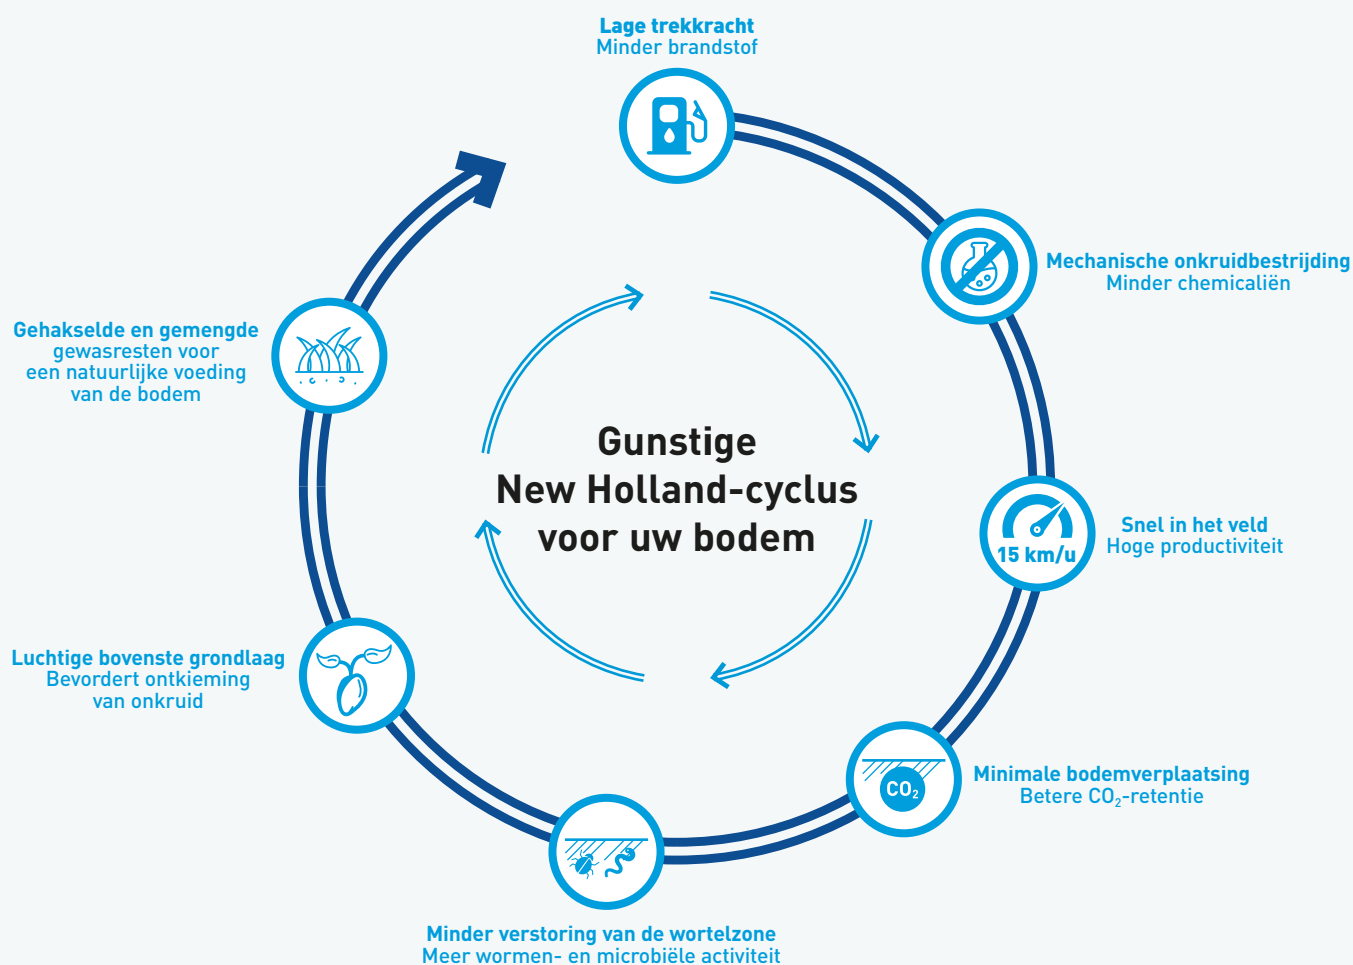 Lage trekkracht
Minder brandstof
Mechanische onkruidbestrijding
Minder chemicaliën
Snel in het veld
Hoge productiviteit
15 km/u
Minimale bodemverplaatsing
Betere CO₂-retentie
CO₂
Minder verstoring van de wortelzone
Meer wormen- en microbiële activiteit
Luchtige bovenste grondlaag
Bevordert ontkieming
van onkruid
Gehakselde en gemengde
gewasresten voor
een natuurlijke voeding
van de bodem
Gunstige
New Holland-cyclus
voor uw bodem